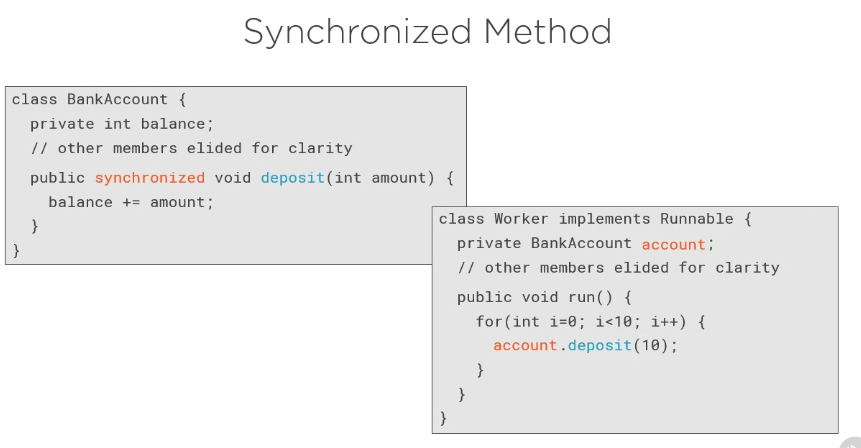 Synchronized Method
class BankAccount {
private int balance;
// other members elided for clarity
public synchronized void deposit(int amount) {
balance += amount;
}
}
class Worker implements Runnable {
private BankAccount account;
// other members elided for clarity
public void run() {
for(int i=0; i<10; i++) {
account.deposit(10);
}
}
}